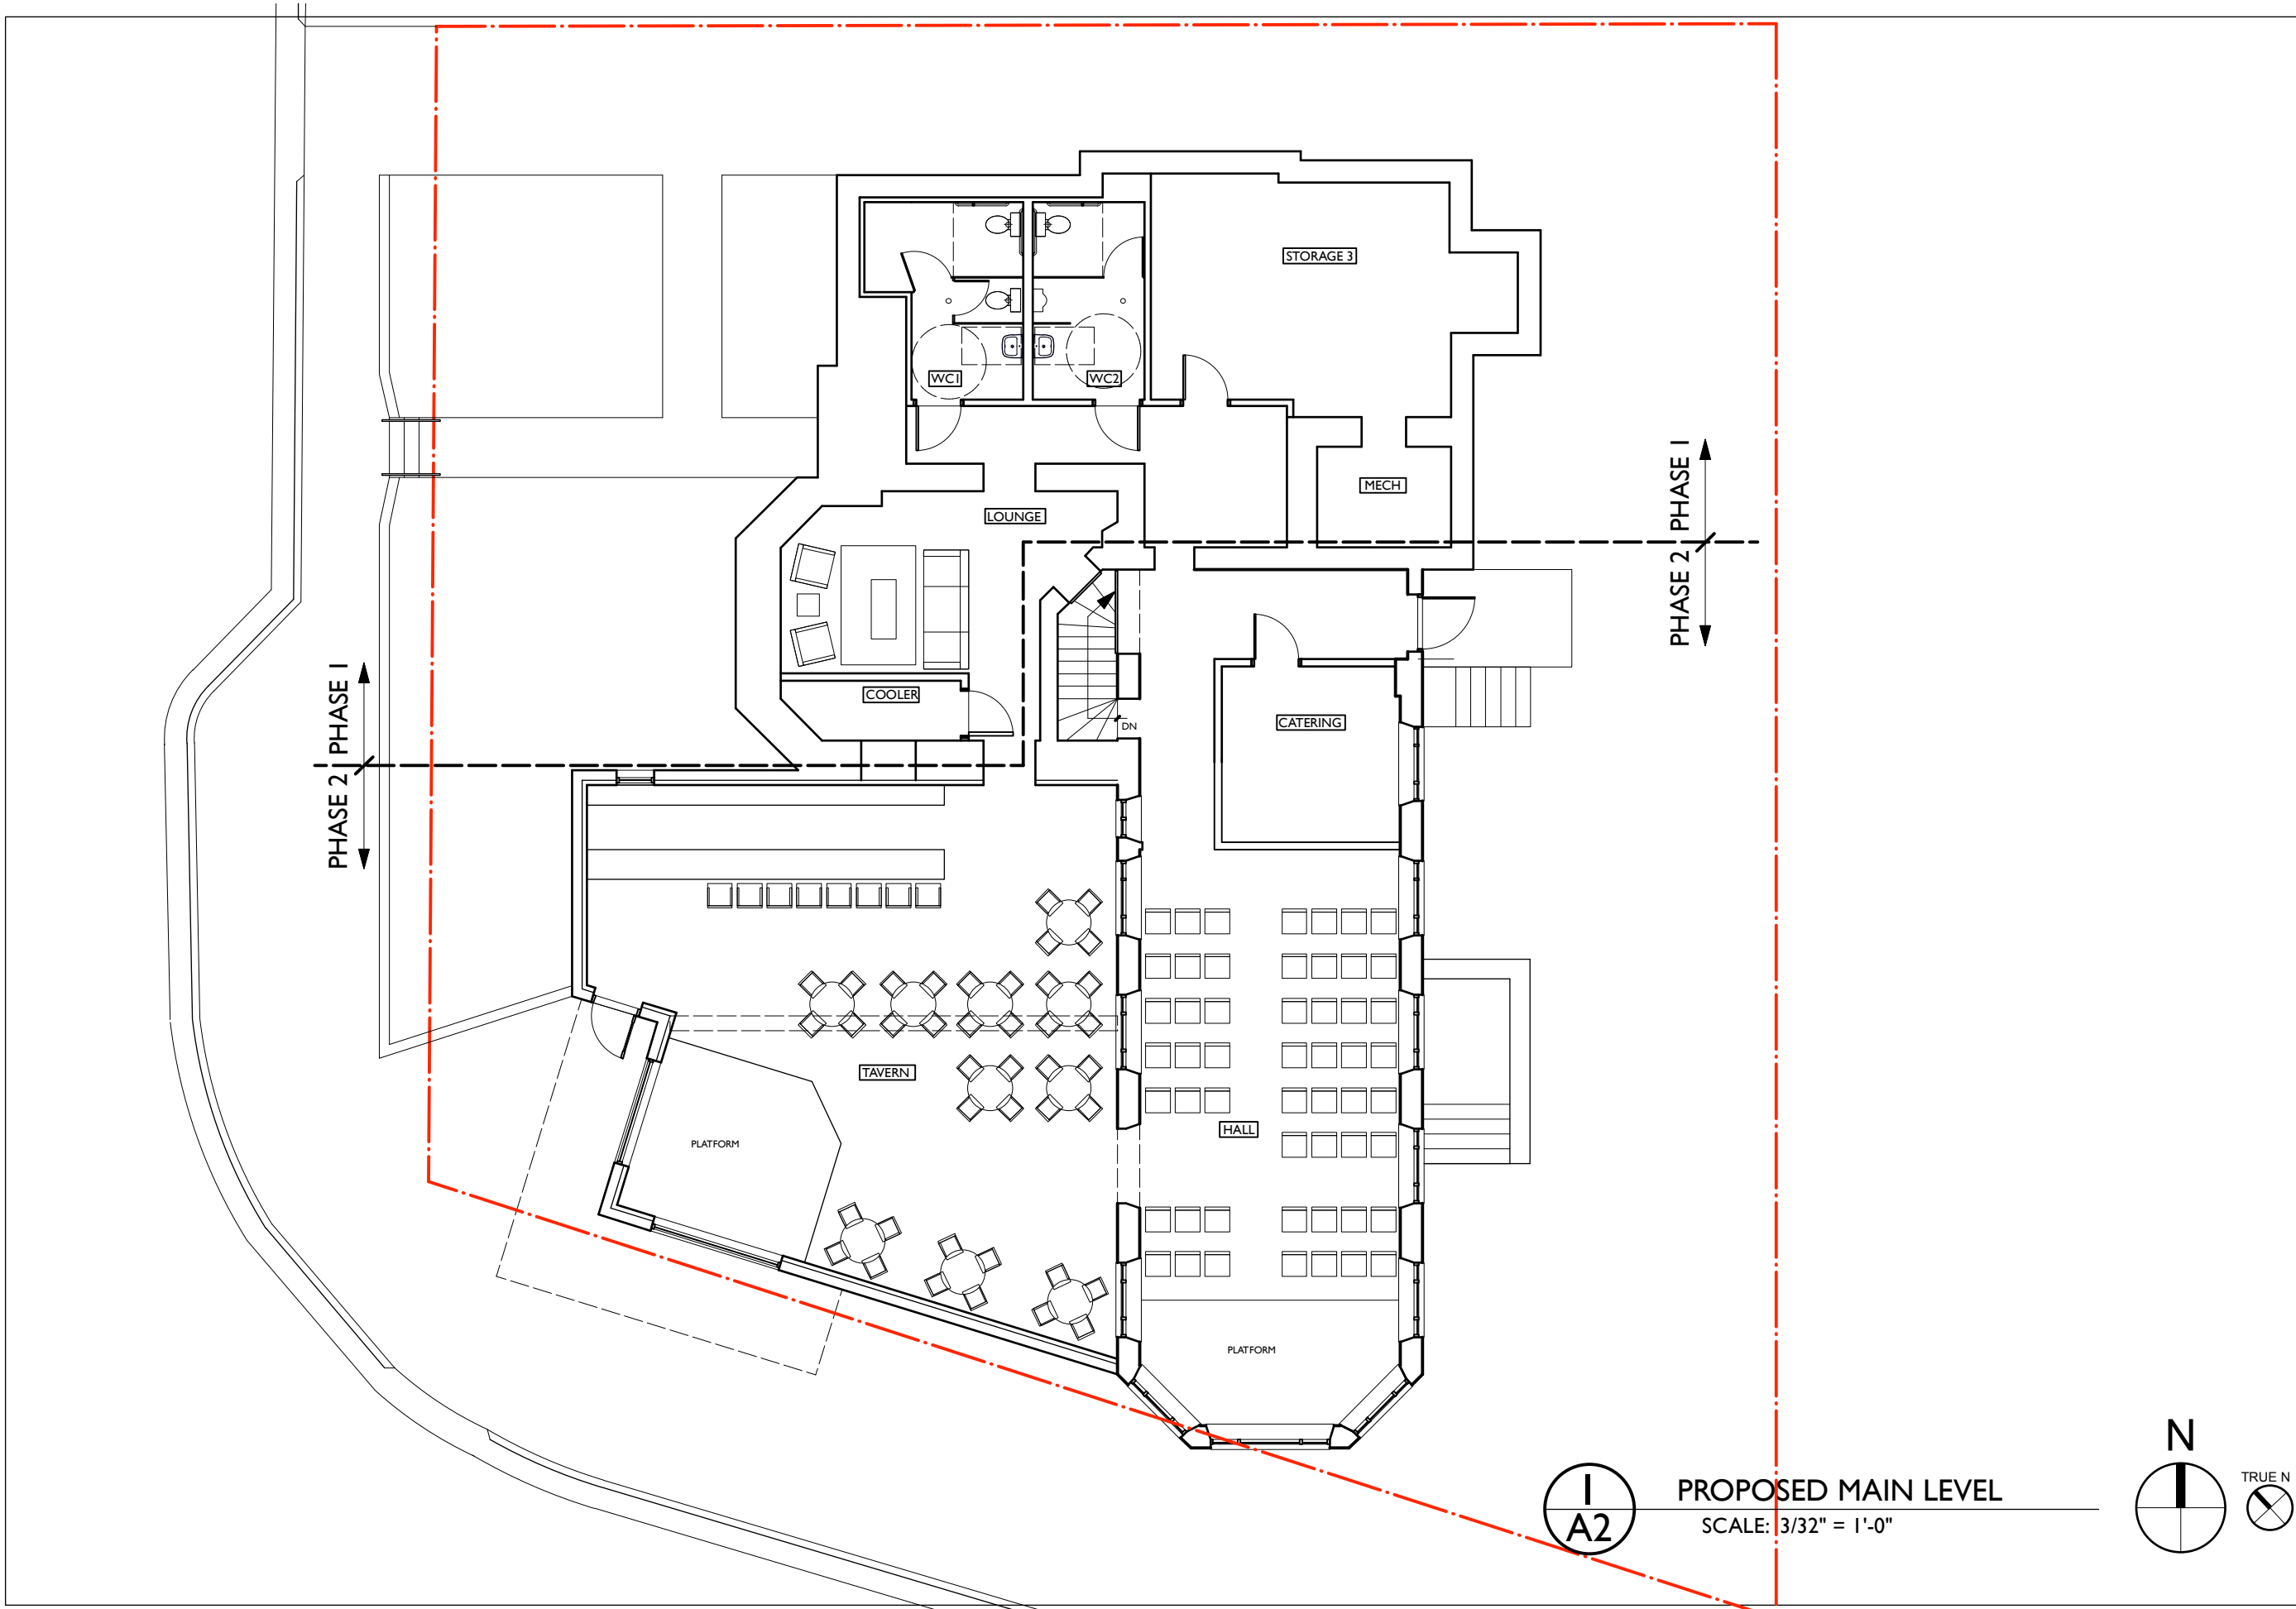 STORAGE 3
WC1
WC2
MECH
LOUNGE
PHASE 2 PHASE 1
COOLER
DN
CATERING
PHASE 2 PHASE 1
TAVERN
PLATFORM
HALL
PLATFORM
1
A2
PROPOSED MAIN LEVEL
SCALE: 3/32" = 1'-0"
N
TRUE N